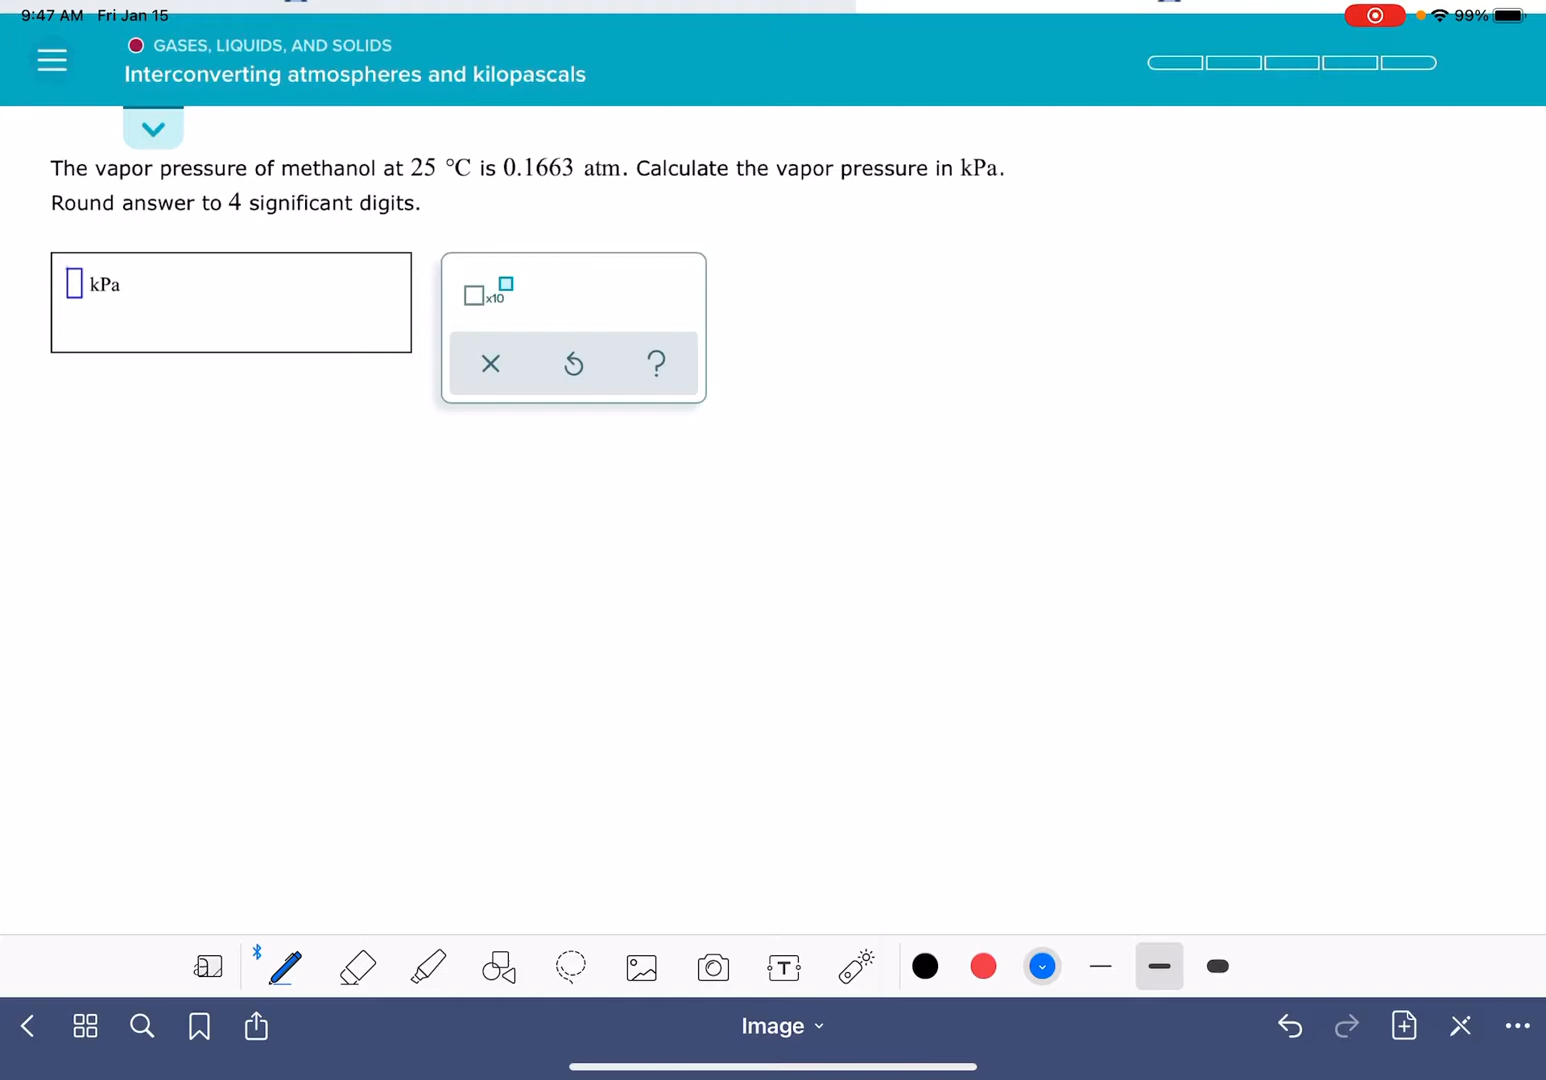 9:47 AM Fri Jan 15
99%
GASES, LIQUIDS, AND SOLIDS
Interconverting atmospheres and kilopascals
The vapor pressure of methanol at 25 °C is 0.1663 atm. Calculate the vapor pressure in kPa.
Round answer to 4 significant digits.
kPa
x10
?
T
Image